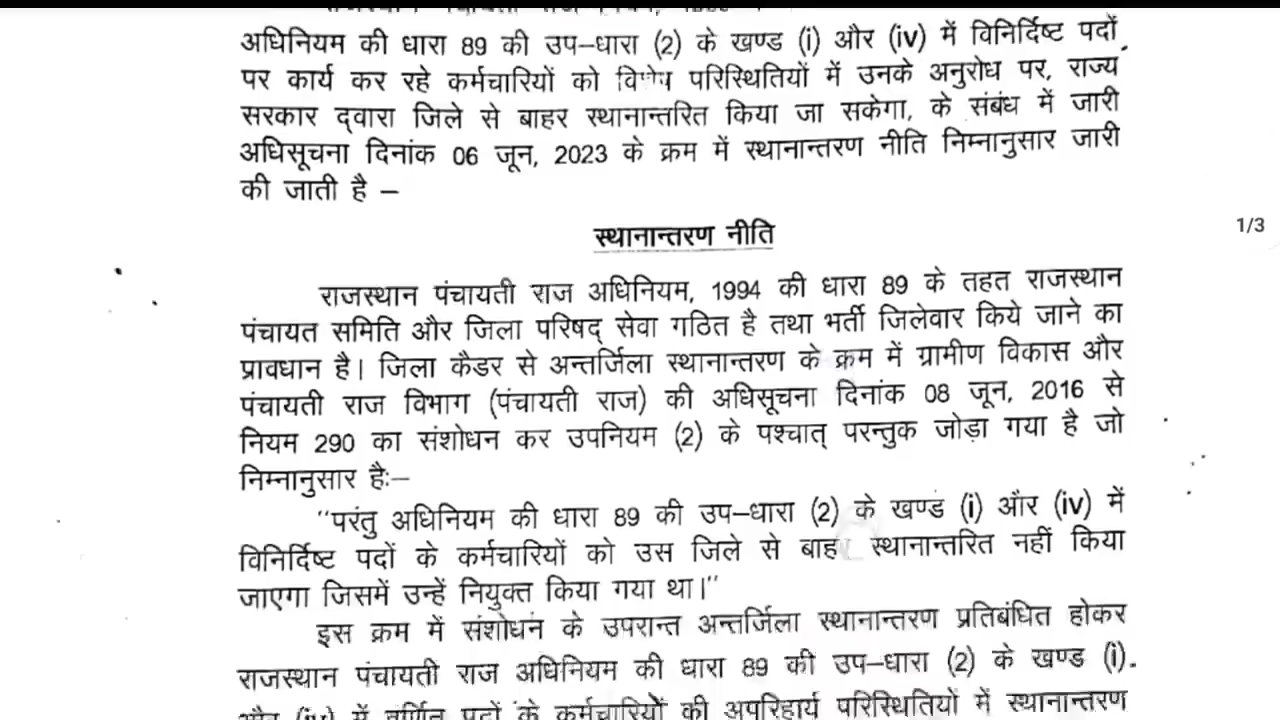 अधिनियम की धारा 89 की उप–धारा (2) के खण्ड (i) और (iv) में विनिर्दिष्ट पदों
पर कार्य कर रहे कर्मचारियों को विशेष परिस्थितियों में उनके अनुरोध पर, राज्य
सरकार द्वारा जिले से बाहर स्थानान्तरित किया जा सकेगा, के संबंध में जारी
अधिसूचना दिनांक 06 जून, 2023 के क्रम में स्थानान्तरण नीति निम्नानुसार जारी
की जाती है –
स्थानान्तरण नीति
1/3
राजस्थान पंचायती राज अधिनियम, 1994 की धारा 89 के तहत राजस्थान
पंचायत समिति और जिला परिषद् सेवा गठित है तथा भर्ती जिलेवार किये जाने का
प्रावधान है। जिला कैडर से अन्तर्जिला स्थानान्तरण के क्रम में ग्रामीण विकास और
पंचायती राज विभाग (पंचायती राज) की अधिसूचना दिनांक 08 जून, 2016 से
नियम 290 का संशोधन कर उपनियम (2) के पश्चात् परन्तुक जोड़ा गया है जो
निम्नानुसार हैः–
"परंतु अधिनियम की धारा 89 की उप–धारा (2) के खण्ड (i) और (iv) में
विनिर्दिष्ट पदों के कर्मचारियों को उस जिले से बाहर स्थानान्तरित नहीं किया
जाएगा जिसमें उन्हें नियुक्त किया गया था।"
इस क्रम में संशोधन के उपरान्त अन्तर्जिला स्थानान्तरण प्रतिबंधित होकर
राजस्थान पंचायती राज अधिनियम की धारा 89 की उप–धारा (2) के खण्ड (i)
और (iv) में वर्णित पदों के कर्मचारियों की अपरिहार्य परिस्थितियों में स्थानान्तरण